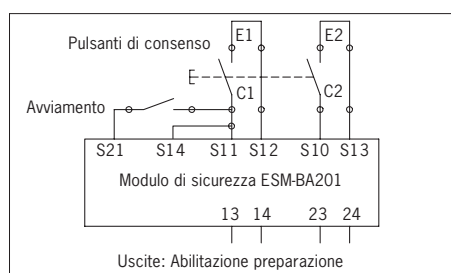 E1 E2
Pulsanti di consenso
C1 C2
Avviamento
S21 S14 S11 S12 S10 S13
Modulo di sicurezza ESM-BA201
13 14 23 24
Uscite: Abilitazione preparazione